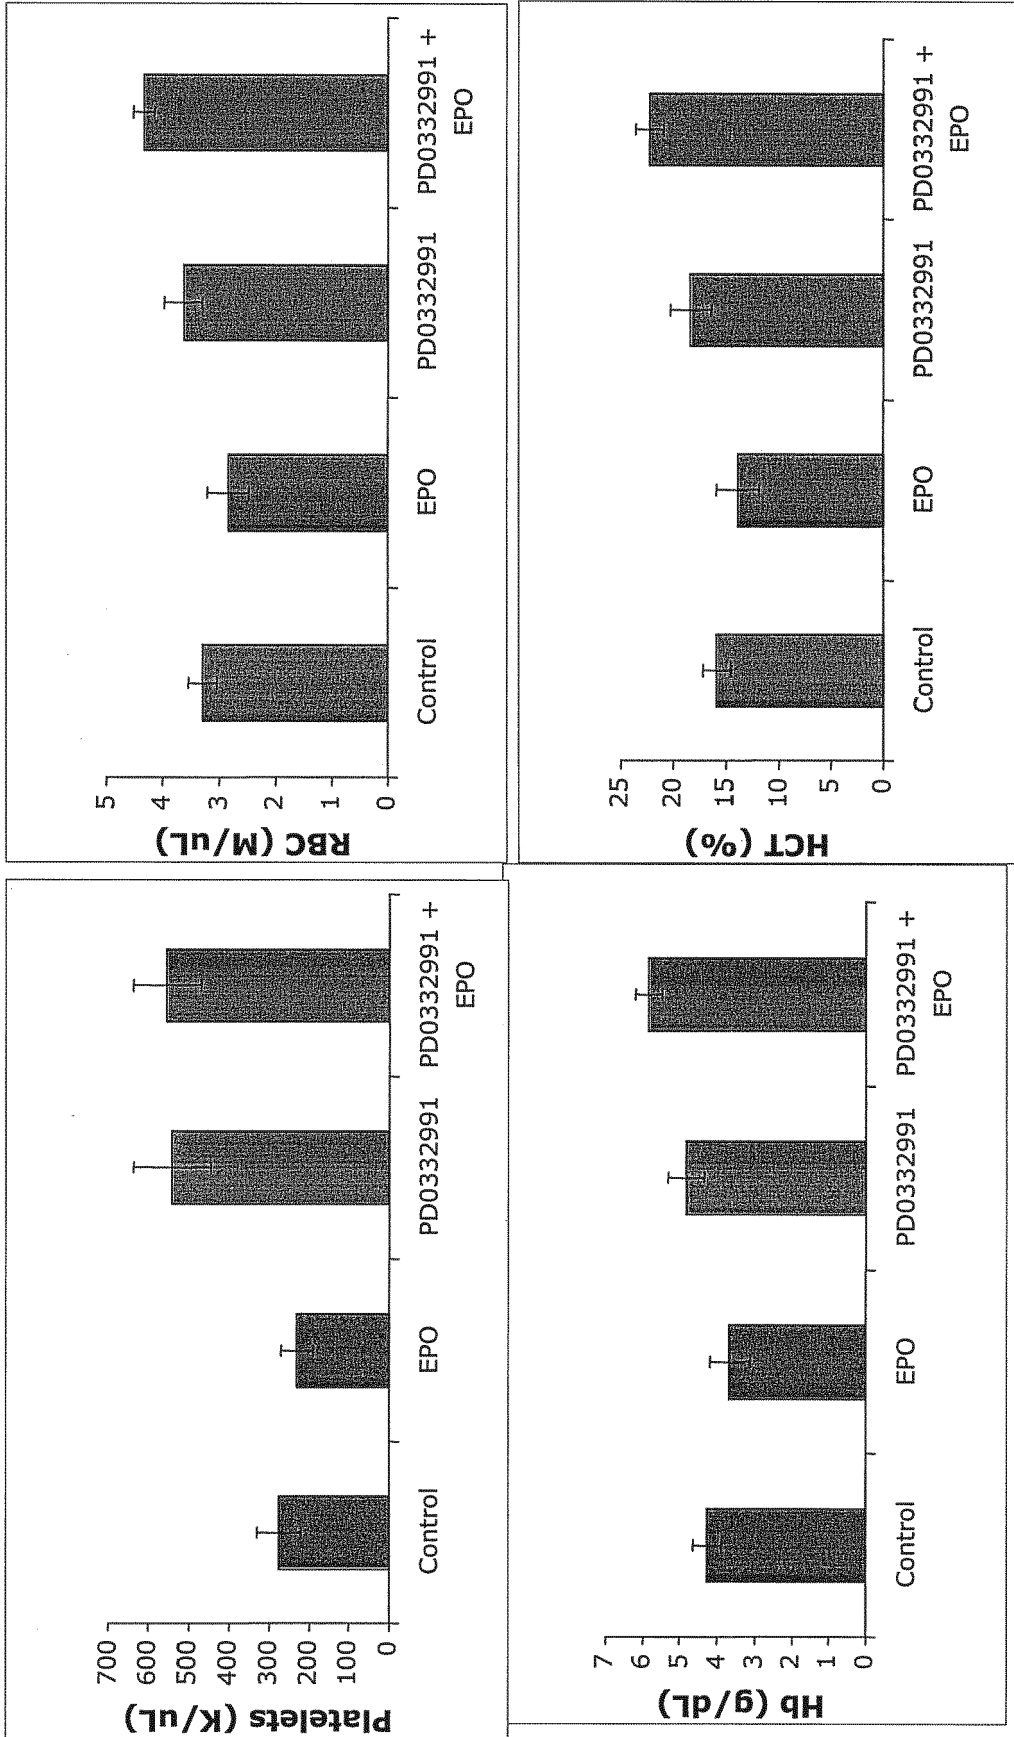 Platelets (K/uL)
700
600
500
400
300
200
100
0
Control
EPO
PD0332991
PD0332991 +
EPO
RBC (M/uL)
5
4
3
2
1
0
Control
EPO
PD0332991
PD0332991 +
EPO
Hb (g/dL)
7
6
5
4
3
2
1
0
Control
EPO
PD0332991
PD0332991 +
EPO
HCT (%)
25
20
15
10
5
0
Control
EPO
PD0332991
PD0332991 +
EPO